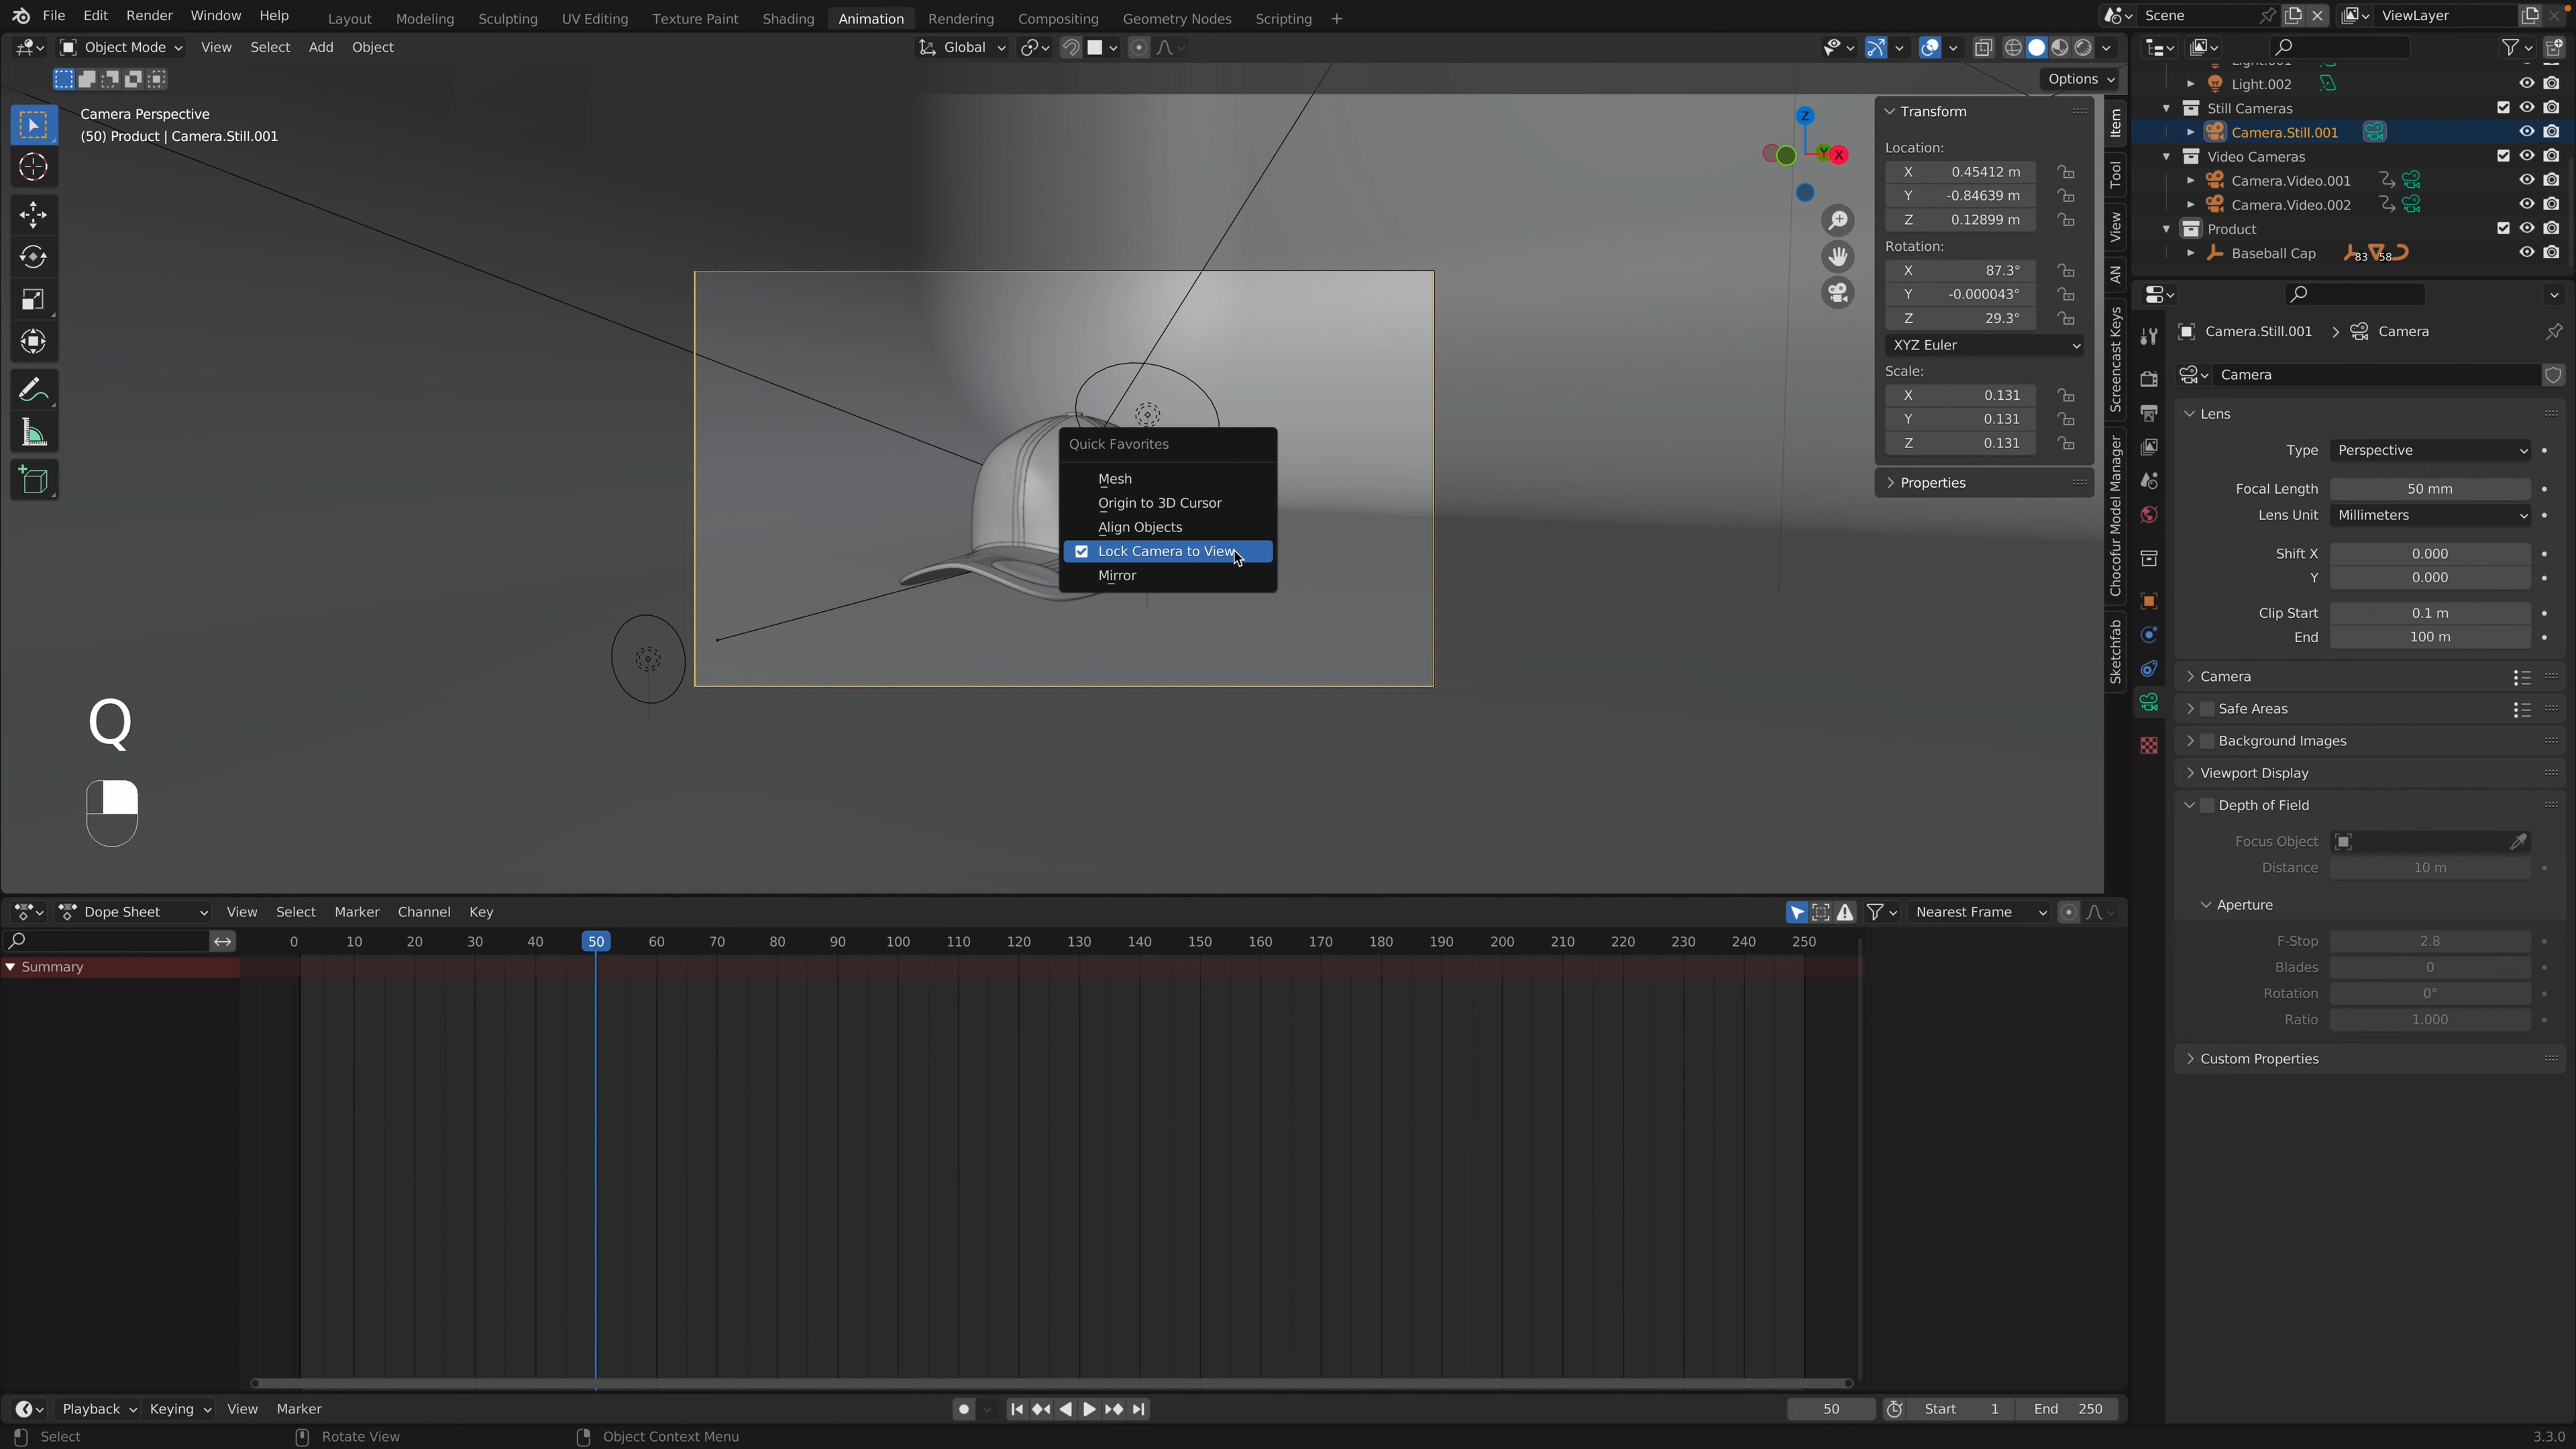 File Edit Render Window Help
Layout Modeling Sculpting UV Editing Texture Paint Shading Animation Rendering Compositing Geometry Nodes Scripting +
Scene
ViewLayer
Object Mode View Select Add Object
Global
Options
Camera Perspective
(50) Product | Camera.Still.001
Z
Y
X
Quick Favorites
Mesh
Origin to 3D Cursor
Align Objects
Lock Camera to View
Mirror
Q
Transform
Location:
X 0.45412 m
Y -0.84639 m
Z 0.12899 m
Rotation:
X 87.3°
Y -0.000043°
Z 29.3°
XYZ Euler
Scale:
X 0.131
Y 0.131
Z 0.131
Properties
Item
Tool
View
AN
Screencast Keys
Chocofur Model Manager
Sketchfab
Light.002
Still Cameras
Camera.Still.001
Video Cameras
Camera.Video.001
Camera.Video.002
Product
Baseball Cap 83 58
Camera.Still.001 > Camera
Camera
Lens
Type Perspective
Focal Length 50 mm
Lens Unit Millimeters
Shift X 0.000
Y 0.000
Clip Start 0.1 m
End 100 m
Camera
Safe Areas
Background Images
Viewport Display
Depth of Field
Focus Object
Distance 10 m
Aperture
F-Stop 2.8
Blades 0
Rotation 0°
Ratio 1.000
Custom Properties
Dope Sheet View Select Marker Channel Key
Nearest Frame
0 10 20 30 40 50 60 70 80 90 100 110 120 130 140 150 160 170 180 190 200 210 220 230 240 250
Summary
Playback Keying View Marker
50 Start 1 End 250
Select Rotate View Object Context Menu
3.3.0